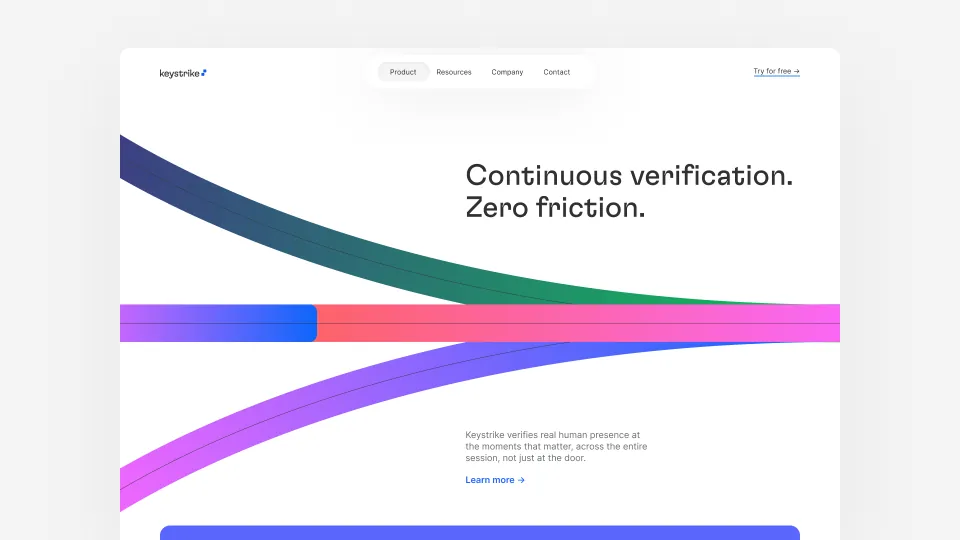 keystrike
Product Resources Company Contact
Try for free →
Continuous verification.
Zero friction.
Keystrike verifies real human presence at
the moments that matter, across the entire
session, not just at the door.
Learn more →